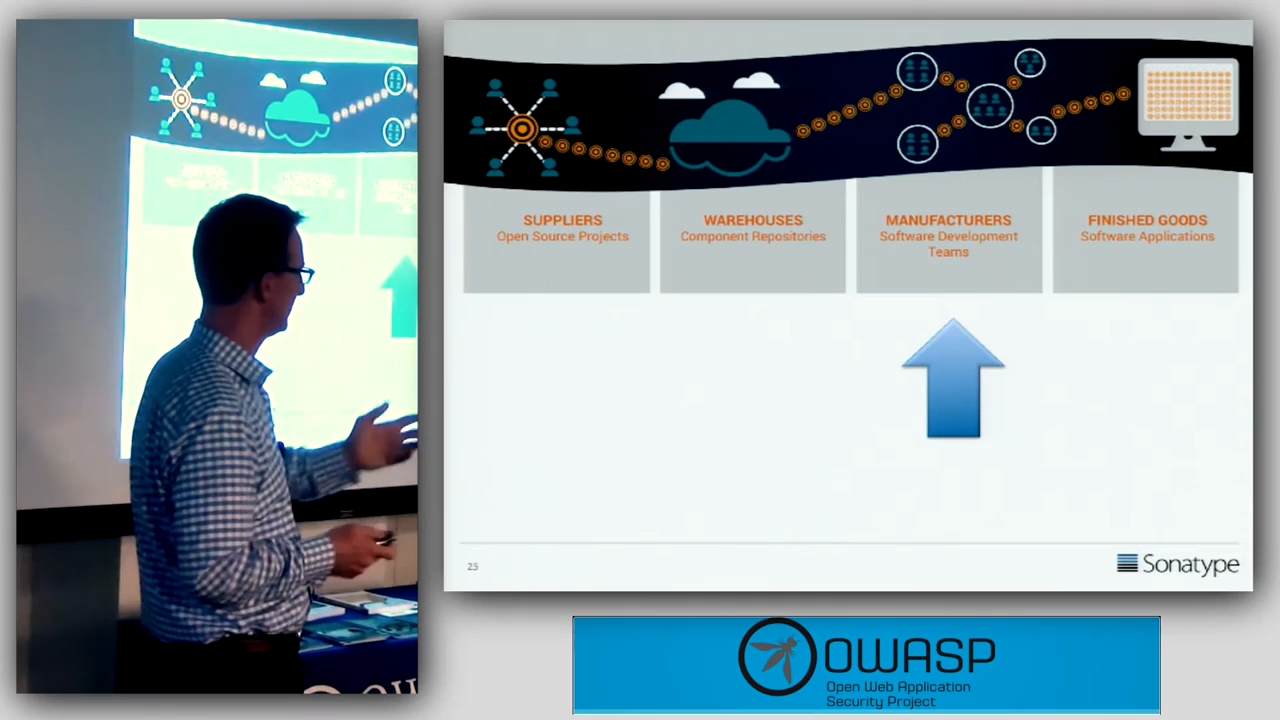 SUPPLIERS
Open Source Projects
WAREHOUSES
Component Repositories
MANUFACTURERS
Software Development
Teams
FINISHED GOODS
Software Applications
25
Sonatype
OWASP
Open Web Application
Security Project